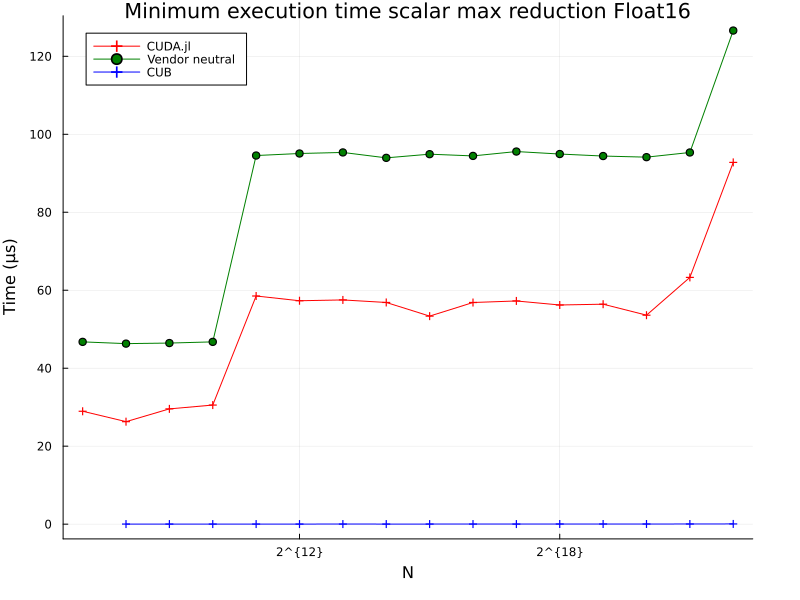 Minimum execution time scalar max reduction Float16
CUDA.jl
Vendor neutral
CUB
120
100
80
60
40
20
0
Time (μs)
2^{12}
2^{18}
N